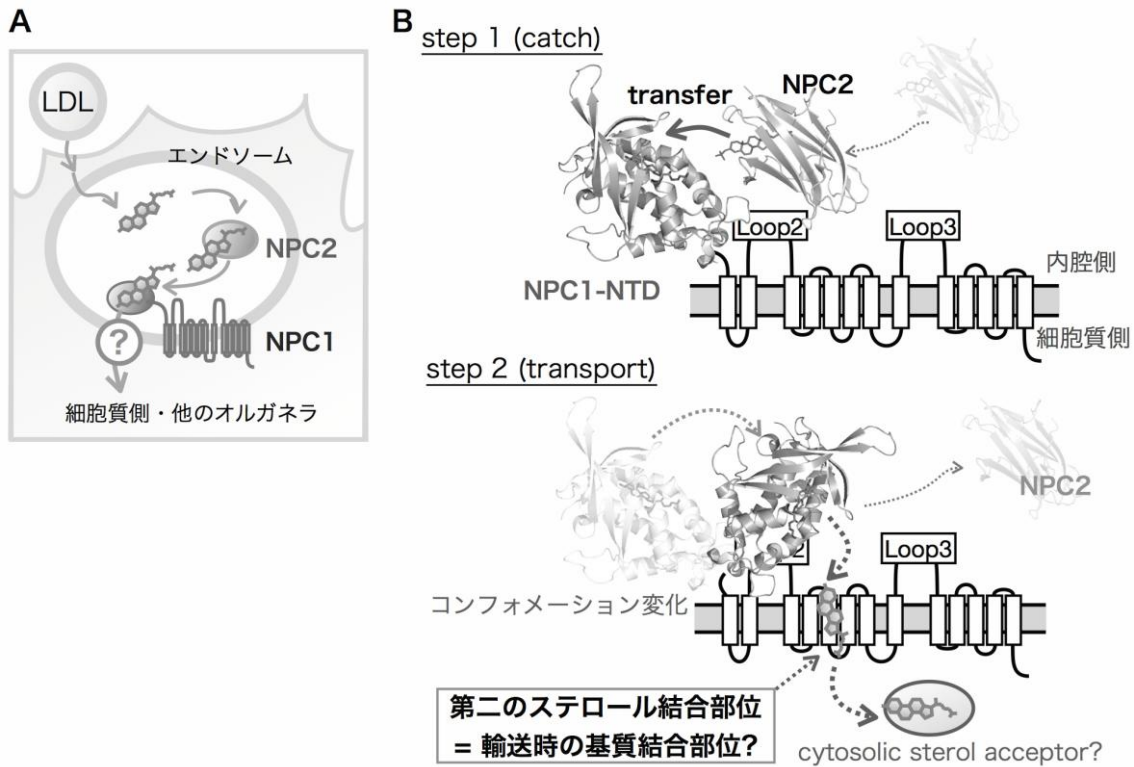 A
LDL
エンドソーム
NPC2
NPC1
?
細胞質側・他のオルガネラ
B
step 1 (catch)
transfer
NPC2
Loop2
Loop3
内腔側
NPC1-NTD
細胞質側
step 2 (transport)
NPC2
2
Loop3
コンフォメーション変化
第二のステロール結合部位
= 輸送時の基質結合部位?
cytosolic sterol acceptor?